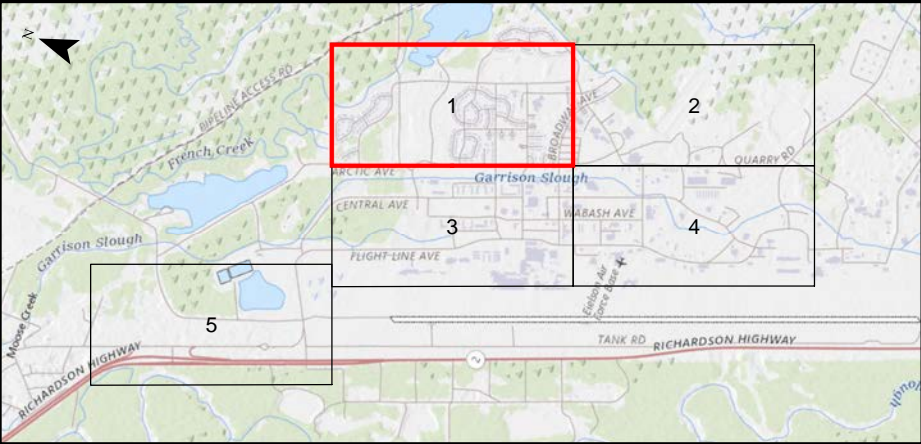 N
PIPELINE ACCESS RD
1
2
BROADWAY AVE
French Creek
QUARRY RD
ARCTIC AVE
Garrison Slough
CENTRAL AVE
WABASH AVE
3
4
Garrison Slough
FLIGHT LINE AVE
Eielson Air
Force Base
5
Moose Creek
TANK RD
RICHARDSON HIGHWAY
RICHARDSON HIGHWAY
2
lough